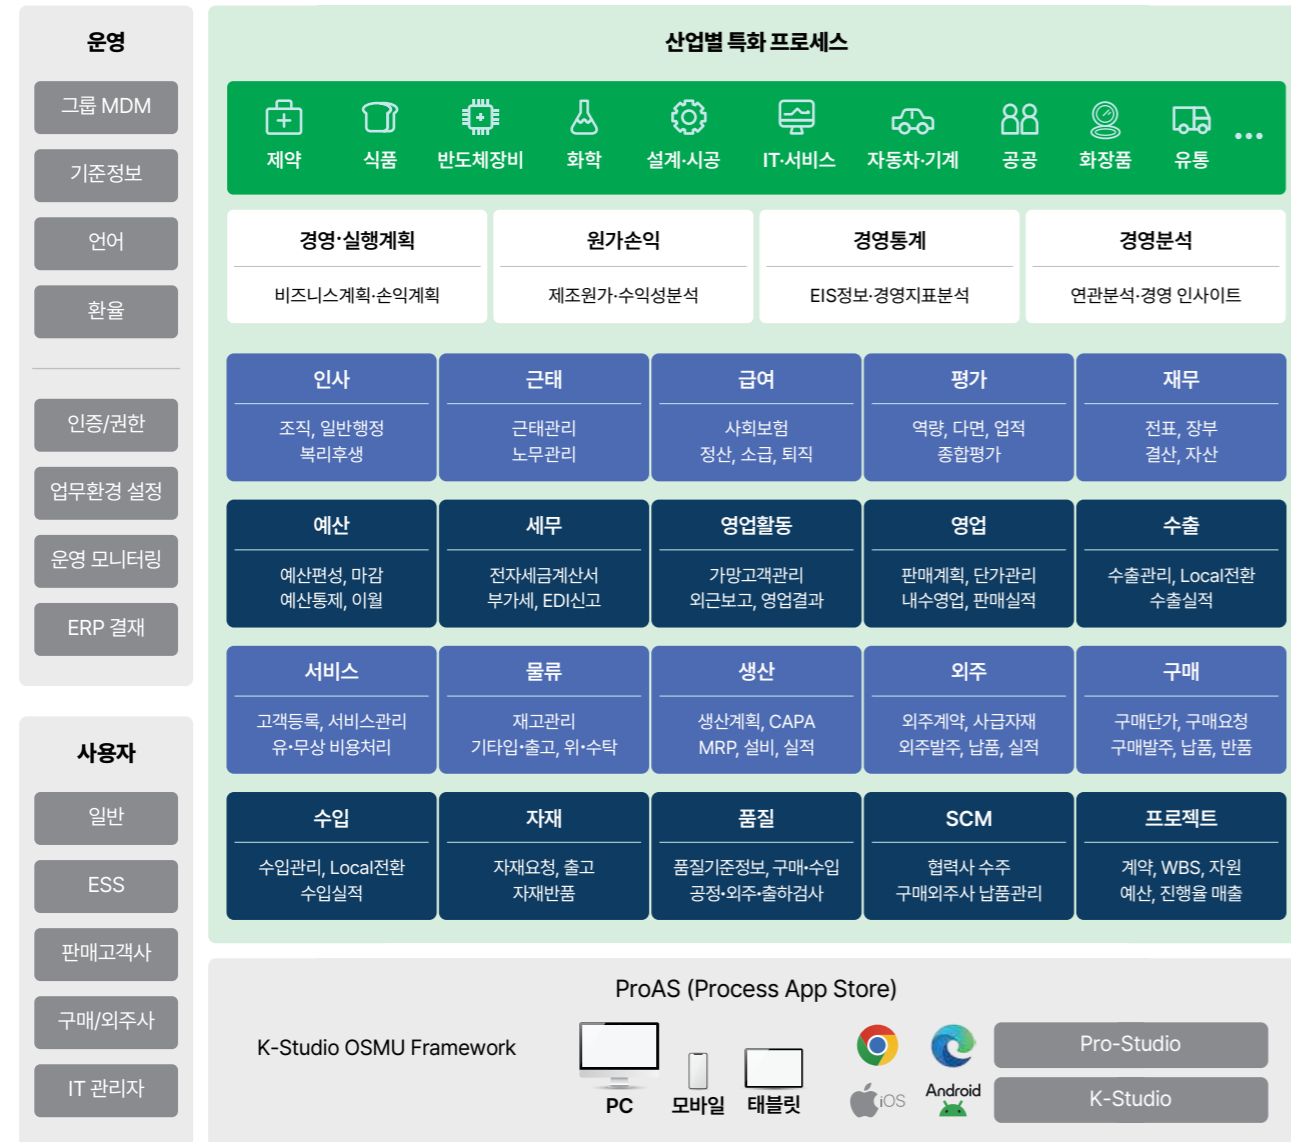 운영
그룹 MDM
기준정보
언어
환율
인증/권한
업무환경 설정
운영 모니터링
ERP 결재
사용자
일반
ESS
판매고객사
구매/외주사
IT 관리자
산업별 특화 프로세스
제약
식품
반도체장비
화학
설계·시공
IT·서비스
자동차·기계
공공
화장품
유통
...
경영·실행계획
비즈니스계획·손익계획
원가손익
제조원가·수익성분석
경영통계
EIS정보·경영지표분석
경영분석
연관분석·경영 인사이트
인사
조직, 일반행정
복리후생
근태
근태관리
노무관리
급여
사회보험
정산, 소급, 퇴직
평가
역량, 다면, 업적
종합평가
재무
전표, 장부
결산, 자산
예산
예산편성, 마감
예산통제, 이월
세무
전자세금계산서
부가세, EDI신고
영업활동
가망고객관리
외근보고, 영업결과
영업
판매계획, 단가관리
내수영업, 판매실적
수출
수출관리, Local전환
수출실적
서비스
고객등록, 서비스관리
유·무상 비용처리
물류
재고관리
기타입·출고, 위·수탁
생산
생산계획, CAPA
MRP, 설비, 실적
외주
외주계약, 사급자재
외주발주, 납품, 실적
구매
구매단가, 구매요청
구매발주, 납품, 반품
수입
수입관리, Local전환
수입실적
자재
자재요청, 출고
자재반품
품질
품질기준정보, 구매·수입
공정·외주·출하검사
SCM
협력사 수주
구매외주사 납품관리
프로젝트
계약, WBS, 자원
예산, 진행율 매출
ProAS (Process App Store)
K-Studio OSMU Framework
PC
모바일
태블릿
iOS
Android
Pro-Studio
K-Studio